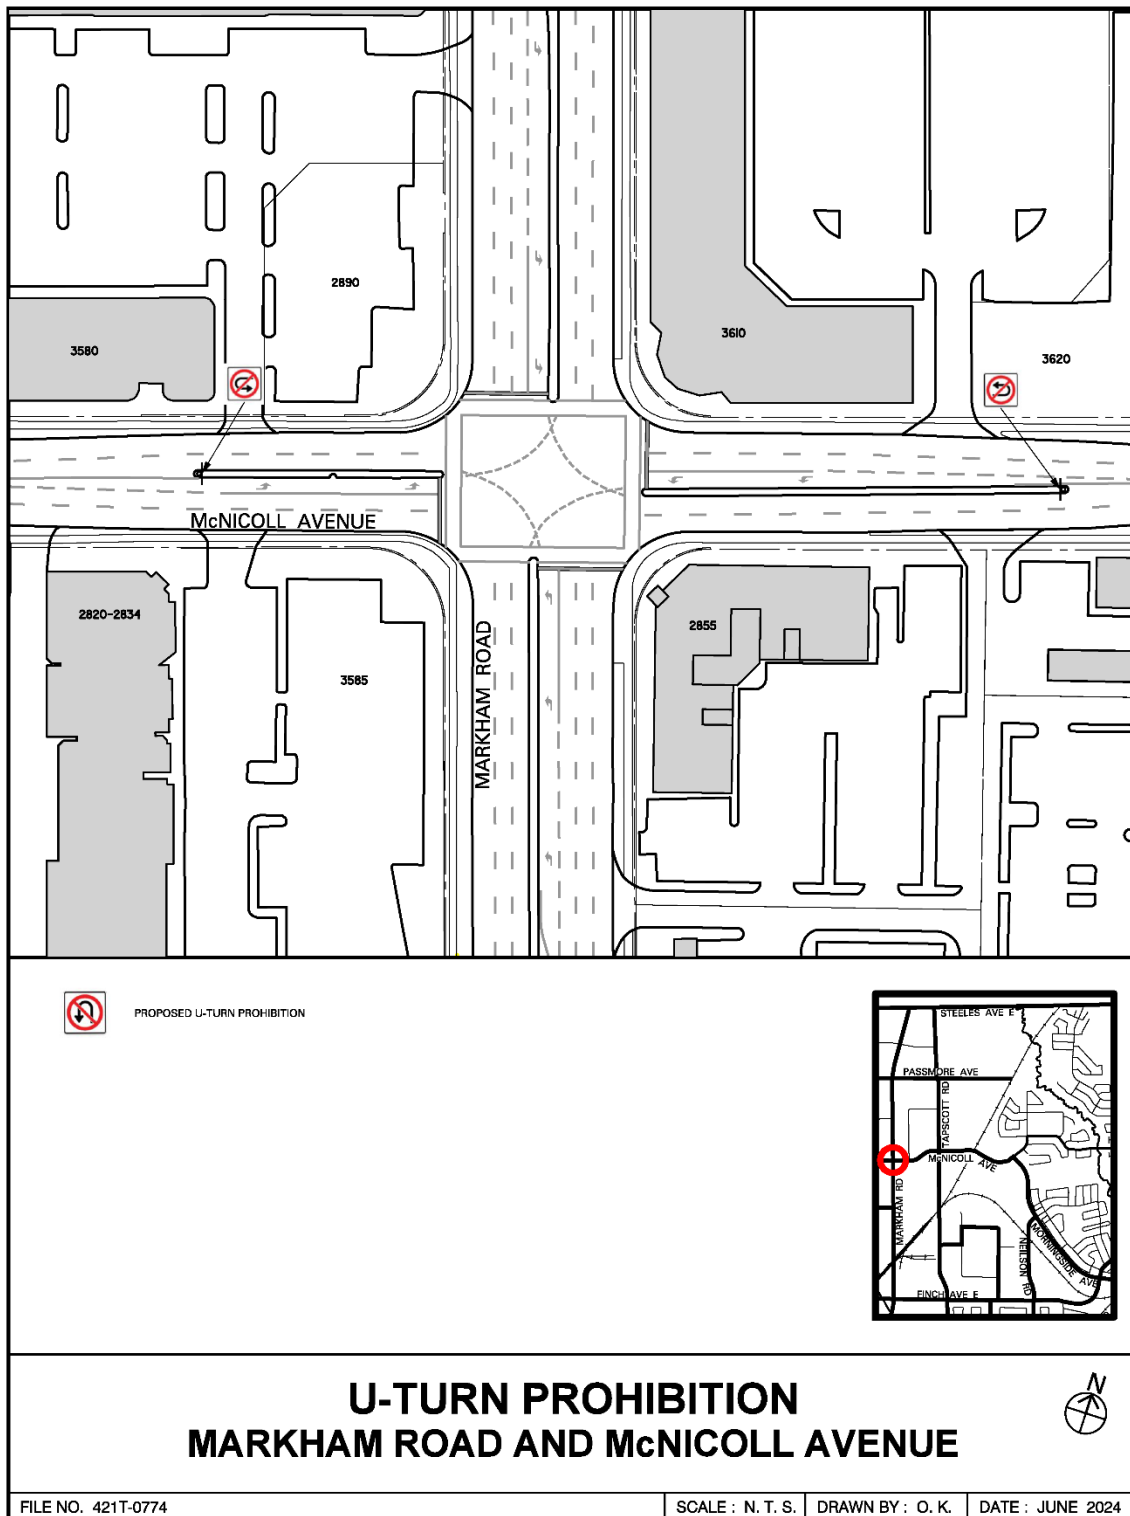 2890
3580
3610
3620
McNICOLL AVENUE
2820-2834
2855
3585
MARKHAM ROAD
PROPOSED U-TURN PROHIBITION
STEELES AVE E
PASSMORE AVE
TAPSCOTT RD
McNICOLL AVE
MARKHAM RD
NEILSON RD
MORNINGSIDE AVE
FINCH AVE E
U-TURN PROHIBITION
MARKHAM ROAD AND McNICOLL AVENUE
N
FILE NO. 421T-0774
SCALE : N. T. S.
DRAWN BY : O. K.
DATE : JUNE 2024